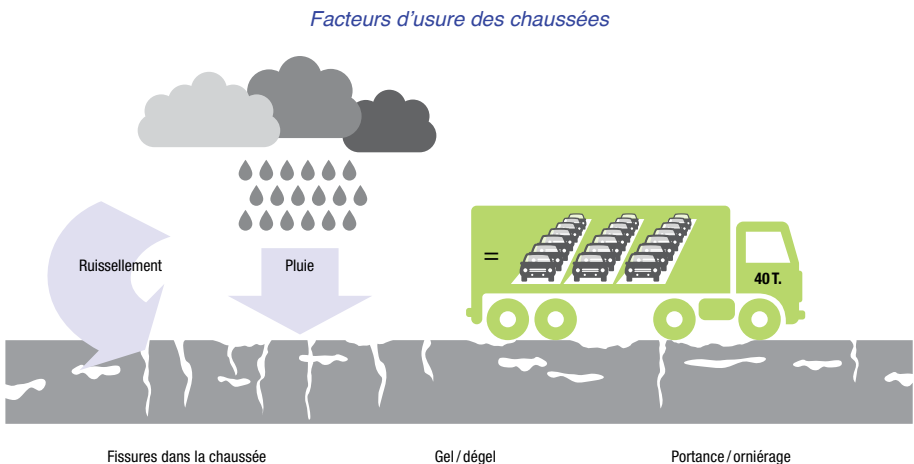 Facteurs d'usure des chaussées
Ruissellement
Pluie
=
40 T.
Fissures dans la chaussée
Gel / dégel
Portance / orniérage